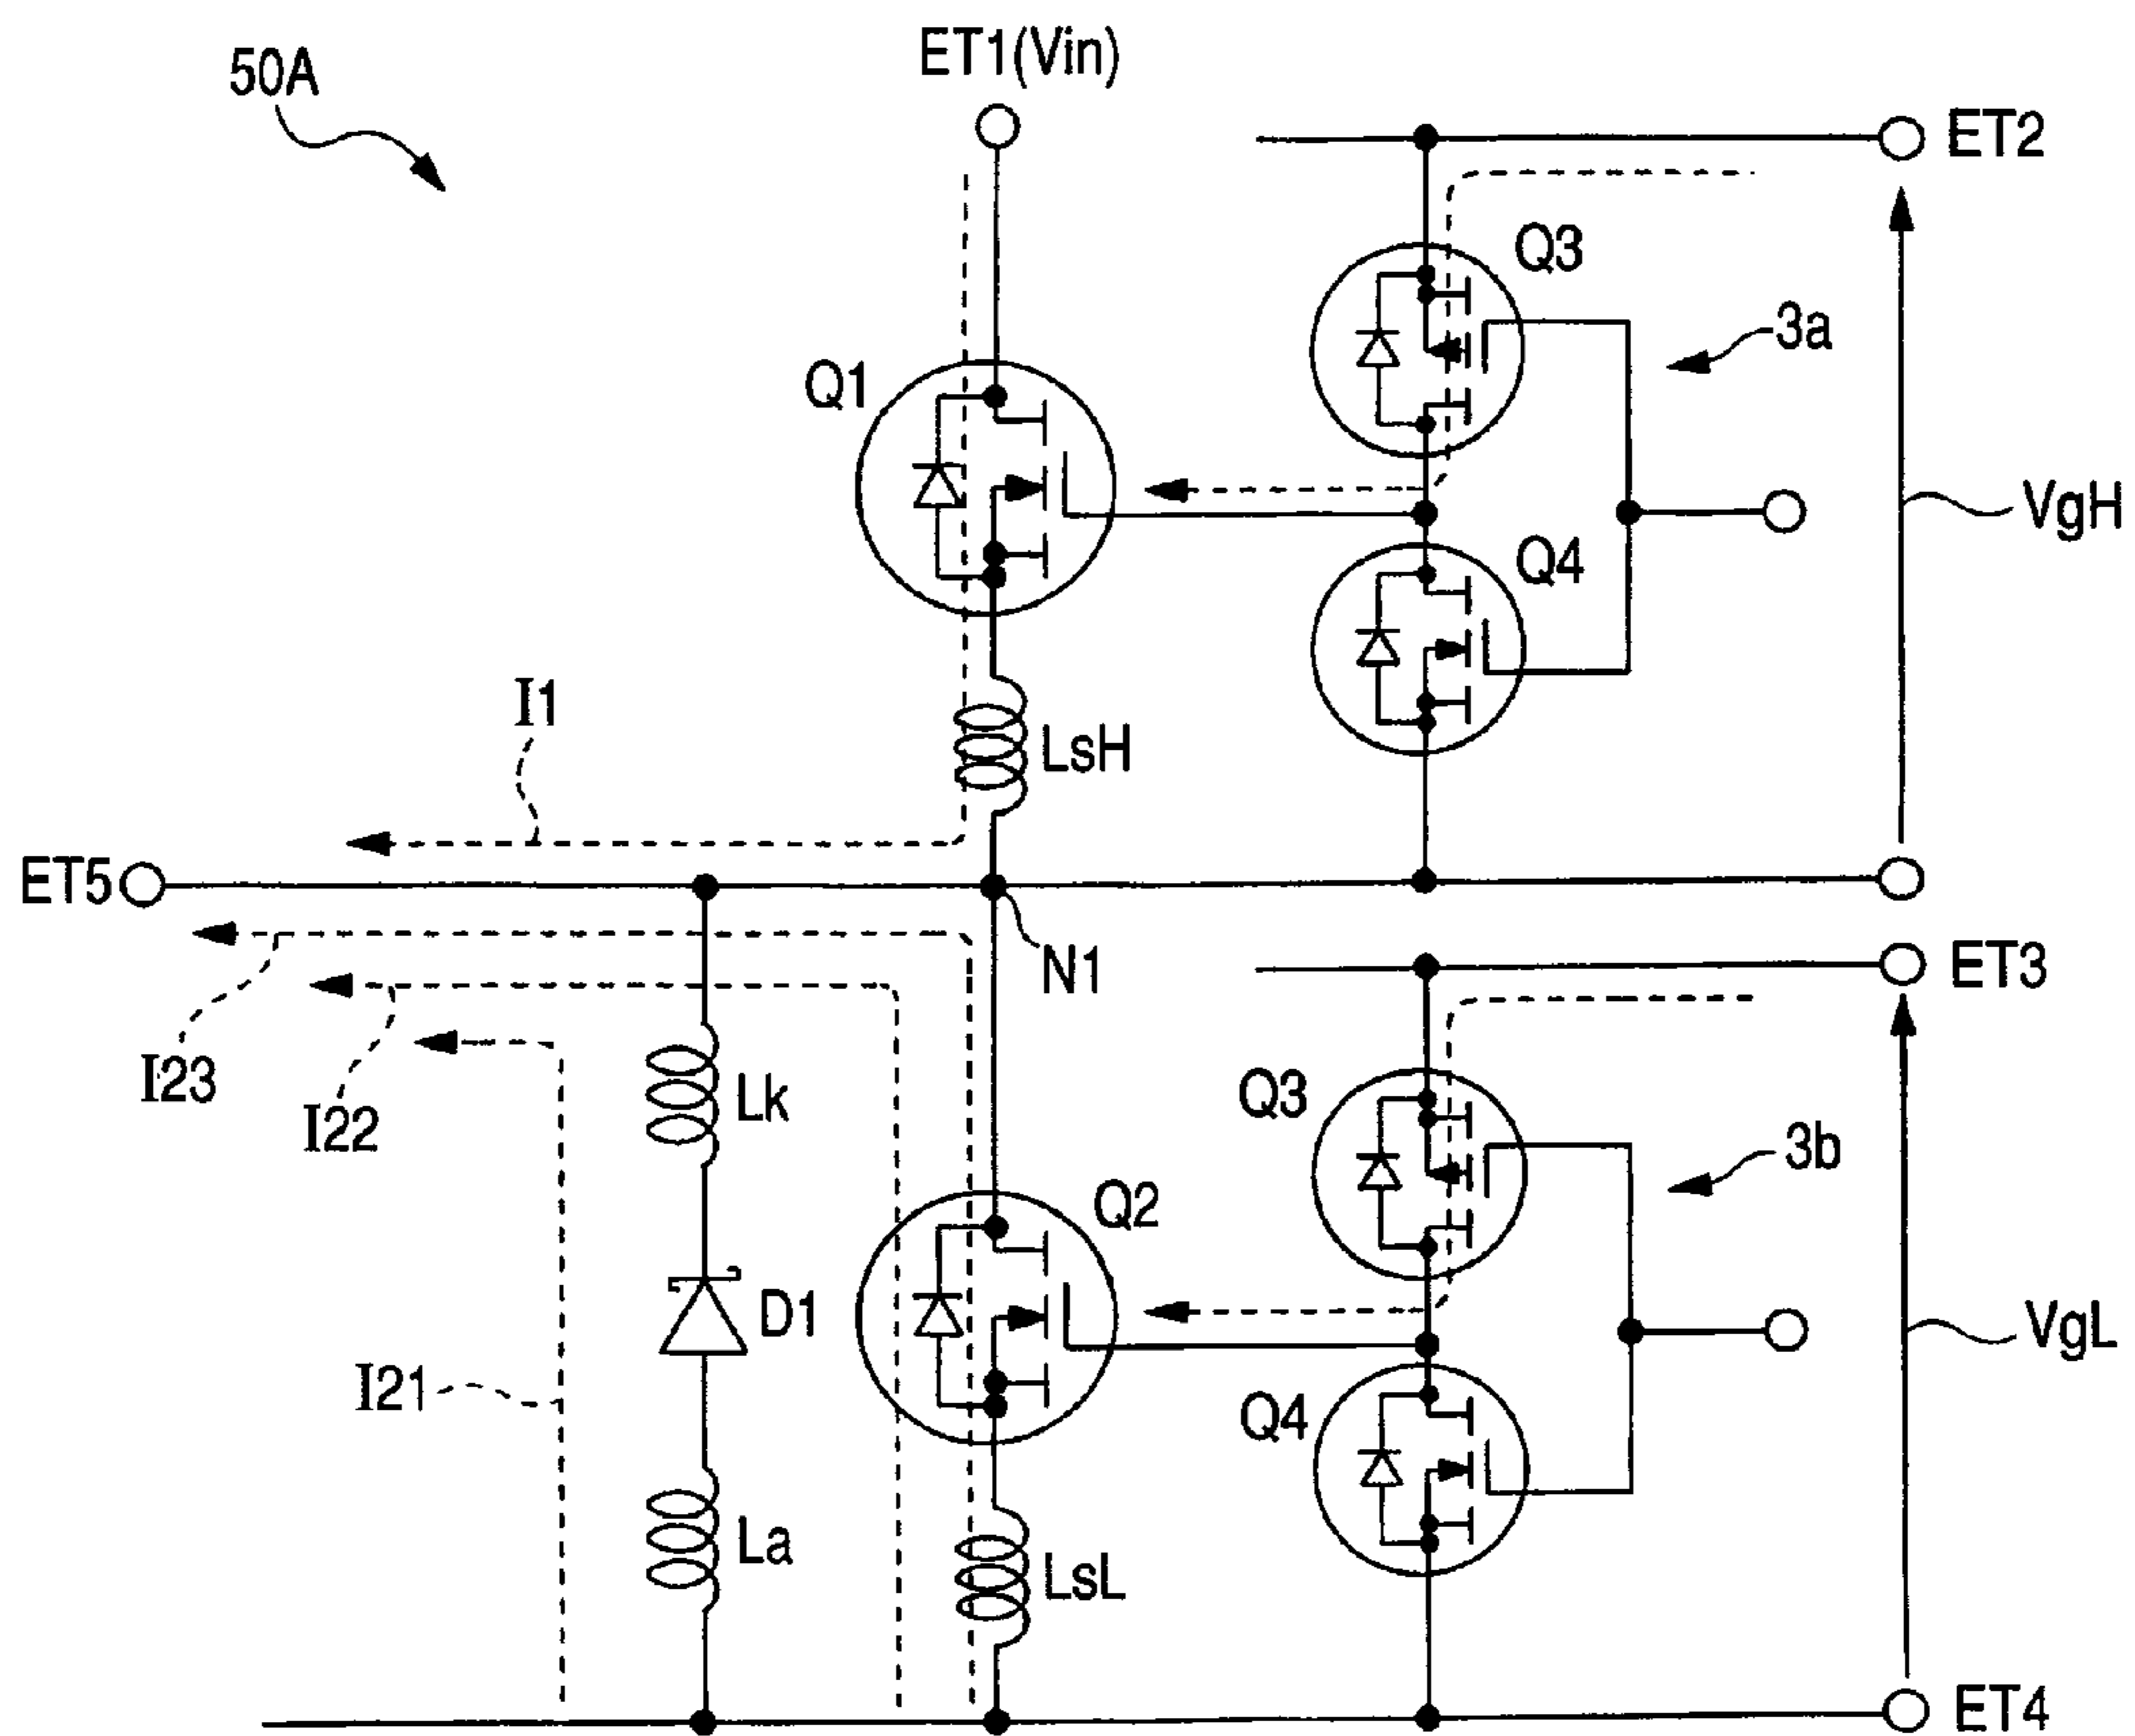 50A
ET1(Vin)
ET2
Q3
3a
Q1
VgH
Q4
I1
LsH
ET5
N1
ET3
I23
I22
Lk
Q3
3b
Q2
D1
VgL
I21
Q4
La
LsL
ET4